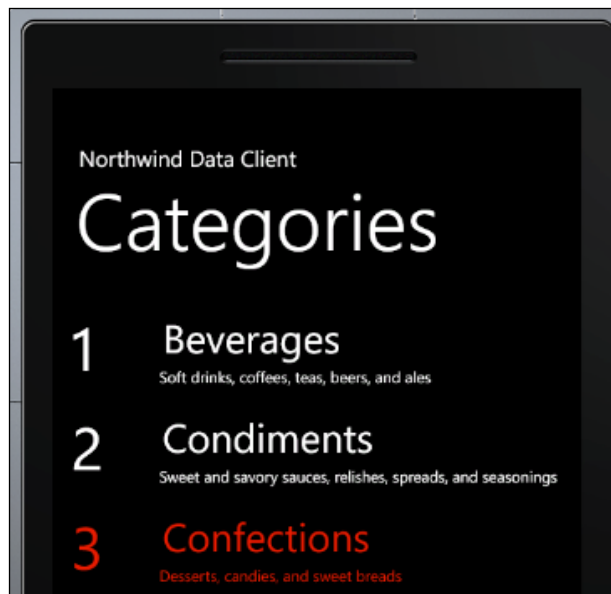 Northwind Data Client
Categories
1 Beverages
Soft drinks, coffees, teas, beers, and ales
2 Condiments
Sweet and savory sauces, relishes, spreads, and seasonings
3 Confections
Desserts, candies, and sweet breads